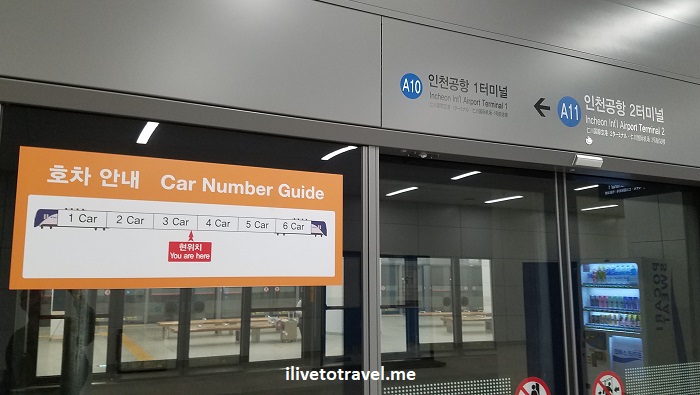 A10 인천공항 1터미널
Incheon Int'l Airport Terminal 1
A11 인천공항 2터미널
Incheon Int'l Airport Terminal 2
호차 안내 Car Number Guide
1 Car 2 Car 3 Car 4 Car 5 Car 6 Car
현위치
You are here
ilivetotravel.me